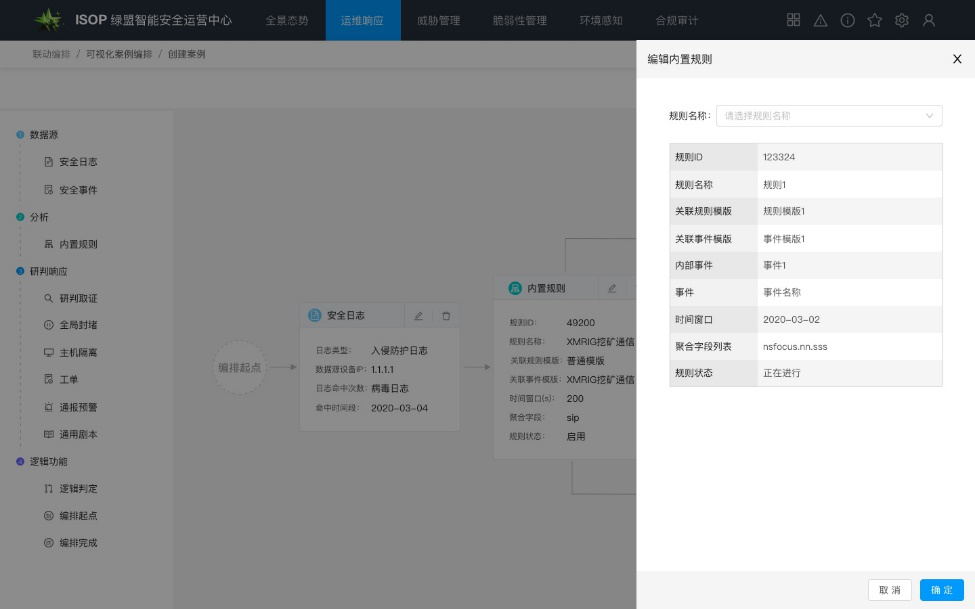 ISOP 绿盟智能安全运营中心 全景态势 运维响应 威胁管理 脆弱性管理 环境感知 合规审计
联动编排 / 可视化案例编排 / 创建案例
1 数据源
安全日志
安全事件
2 分析
内置规则
3 研判响应
研判取证
全局封堵
主机隔离
工单
通报预警
通用剧本
4 逻辑功能
逻辑判定
编排起点
编排完成
编排起点
安全日志
日志类型: 入侵防护日志
数据源设备IP: 1.1.1.1
日志命中次数: 病毒日志
命中时间段: 2020-03-04
内置规则
规则ID: 49200
规则名称: XMRIG挖矿通信
关联规则模版: 普通模版
关联事件模版: XMRIG挖矿通信
时间窗口(s): 200
聚合字段: sip
规则状态: 启用
编辑内置规则
规则名称: 请选择规则名称
规则ID 123324
规则名称 规则1
关联规则模版 规则模版1
关联事件模版 事件模版1
内部事件 事件1
事件 事件名称
时间窗口 2020-03-02
聚合字段列表 nsfocus.nn.sss
规则状态 正在进行
取 消 确 定